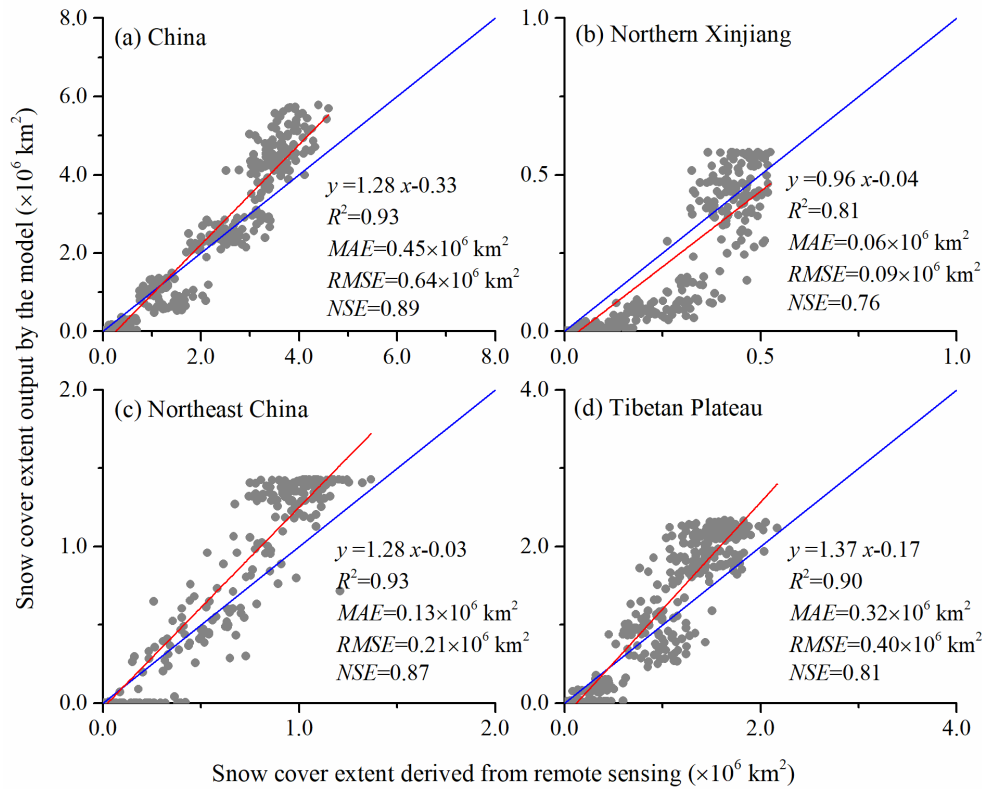 Snow cover extent output by the model (×10⁶ km²)
(a) China
8.0
6.0
4.0
2.0
0.0
0.0 2.0 4.0 8.0
y =1.28 x-0.33
R²=0.93
MAE=0.45×10⁶ km²
RMSE=0.64×10⁶ km²
NSE=0.89
(b) Northern Xinjiang
1.0
0.5
0.0
0.0 0.5 1.0
y =0.96 x-0.04
R²=0.81
MAE=0.06×10⁶ km²
RMSE=0.09×10⁶ km²
NSE=0.76
(c) Northeast China
2.0
1.0
0.0
0.0 1.0 2.0
y =1.28 x-0.03
R²=0.93
MAE=0.13×10⁶ km²
RMSE=0.21×10⁶ km²
NSE=0.87
(d) Tibetan Plateau
4.0
2.0
0.0
0.0 2.0 4.0
y =1.37 x-0.17
R²=0.90
MAE=0.32×10⁶ km²
RMSE=0.40×10⁶ km²
NSE=0.81
Snow cover extent derived from remote sensing (×10⁶ km²)